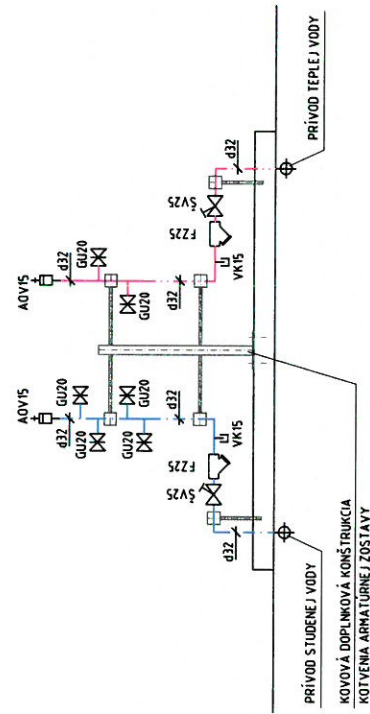 AOV15
AOV15
d32
d32
GU20
GU20
GU20
GU20
GU20
GU20
d32
d32
VK15
VK15
FZ25
FZ25
ŠV25
ŠV25
d32
d32
PRÍVOD STUDENEJ VODY
PRÍVOD TEPLEJ VODY
KOVOVÁ DOPLNKOVÁ KONŠTRUKCIA
KOTVENIA ARMATÚRNEJ ZOSTAVY